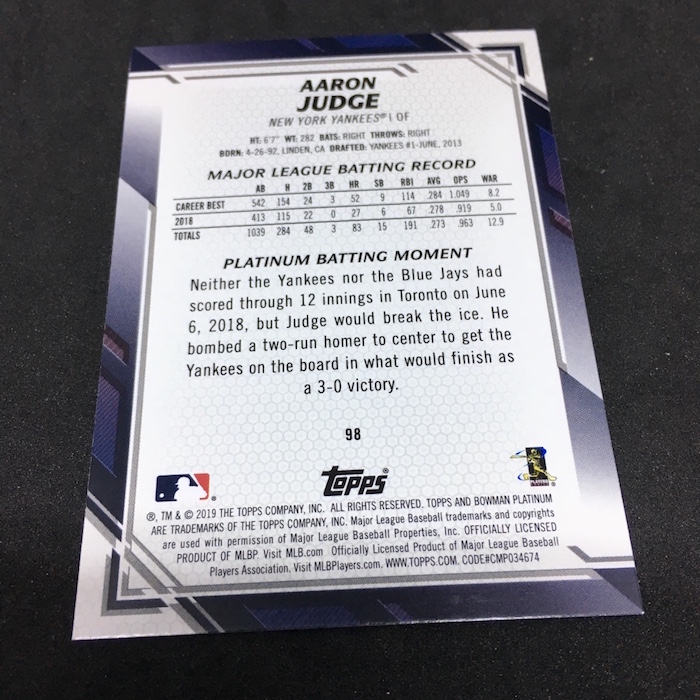 AARON
JUDGE
NEW YORK YANKEES® | OF
HT: 6'7" WT: 282 BATS: RIGHT THROWS: RIGHT
BORN: 4-26-92, LINDEN, CA DRAFTED: YANKEES #1-JUNE, 2013
MAJOR LEAGUE BATTING RECORD
AB H 2B 3B HR SB RBI AVG OPS WAR
CAREER BEST 542 154 24 3 52 9 114 .284 1.049 8.2
2018 413 115 22 0 27 6 67 .278 .919 5.0
TOTALS 1039 284 48 3 83 15 191 .273 .963 12.9
PLATINUM BATTING MOMENT
Neither the Yankees nor the Blue Jays had
scored through 12 innings in Toronto on June
6, 2018, but Judge would break the ice. He
bombed a two-run homer to center to get the
Yankees on the board in what would finish as
a 3-0 victory.
98
Topps®
®, TM & © 2019 THE TOPPS COMPANY, INC. ALL RIGHTS RESERVED. TOPPS AND BOWMAN PLATINUM
ARE TRADEMARKS OF THE TOPPS COMPANY, INC. Major League Baseball trademarks and copyrights
are used with permission of Major League Baseball Properties, Inc. OFFICIALLY LICENSED
PRODUCT OF MLBP. Visit MLB.com Officially Licensed Product of Major League Baseball
Players Association. Visit MLBPlayers.com. WWW.TOPPS.COM. CODE#CMP034674